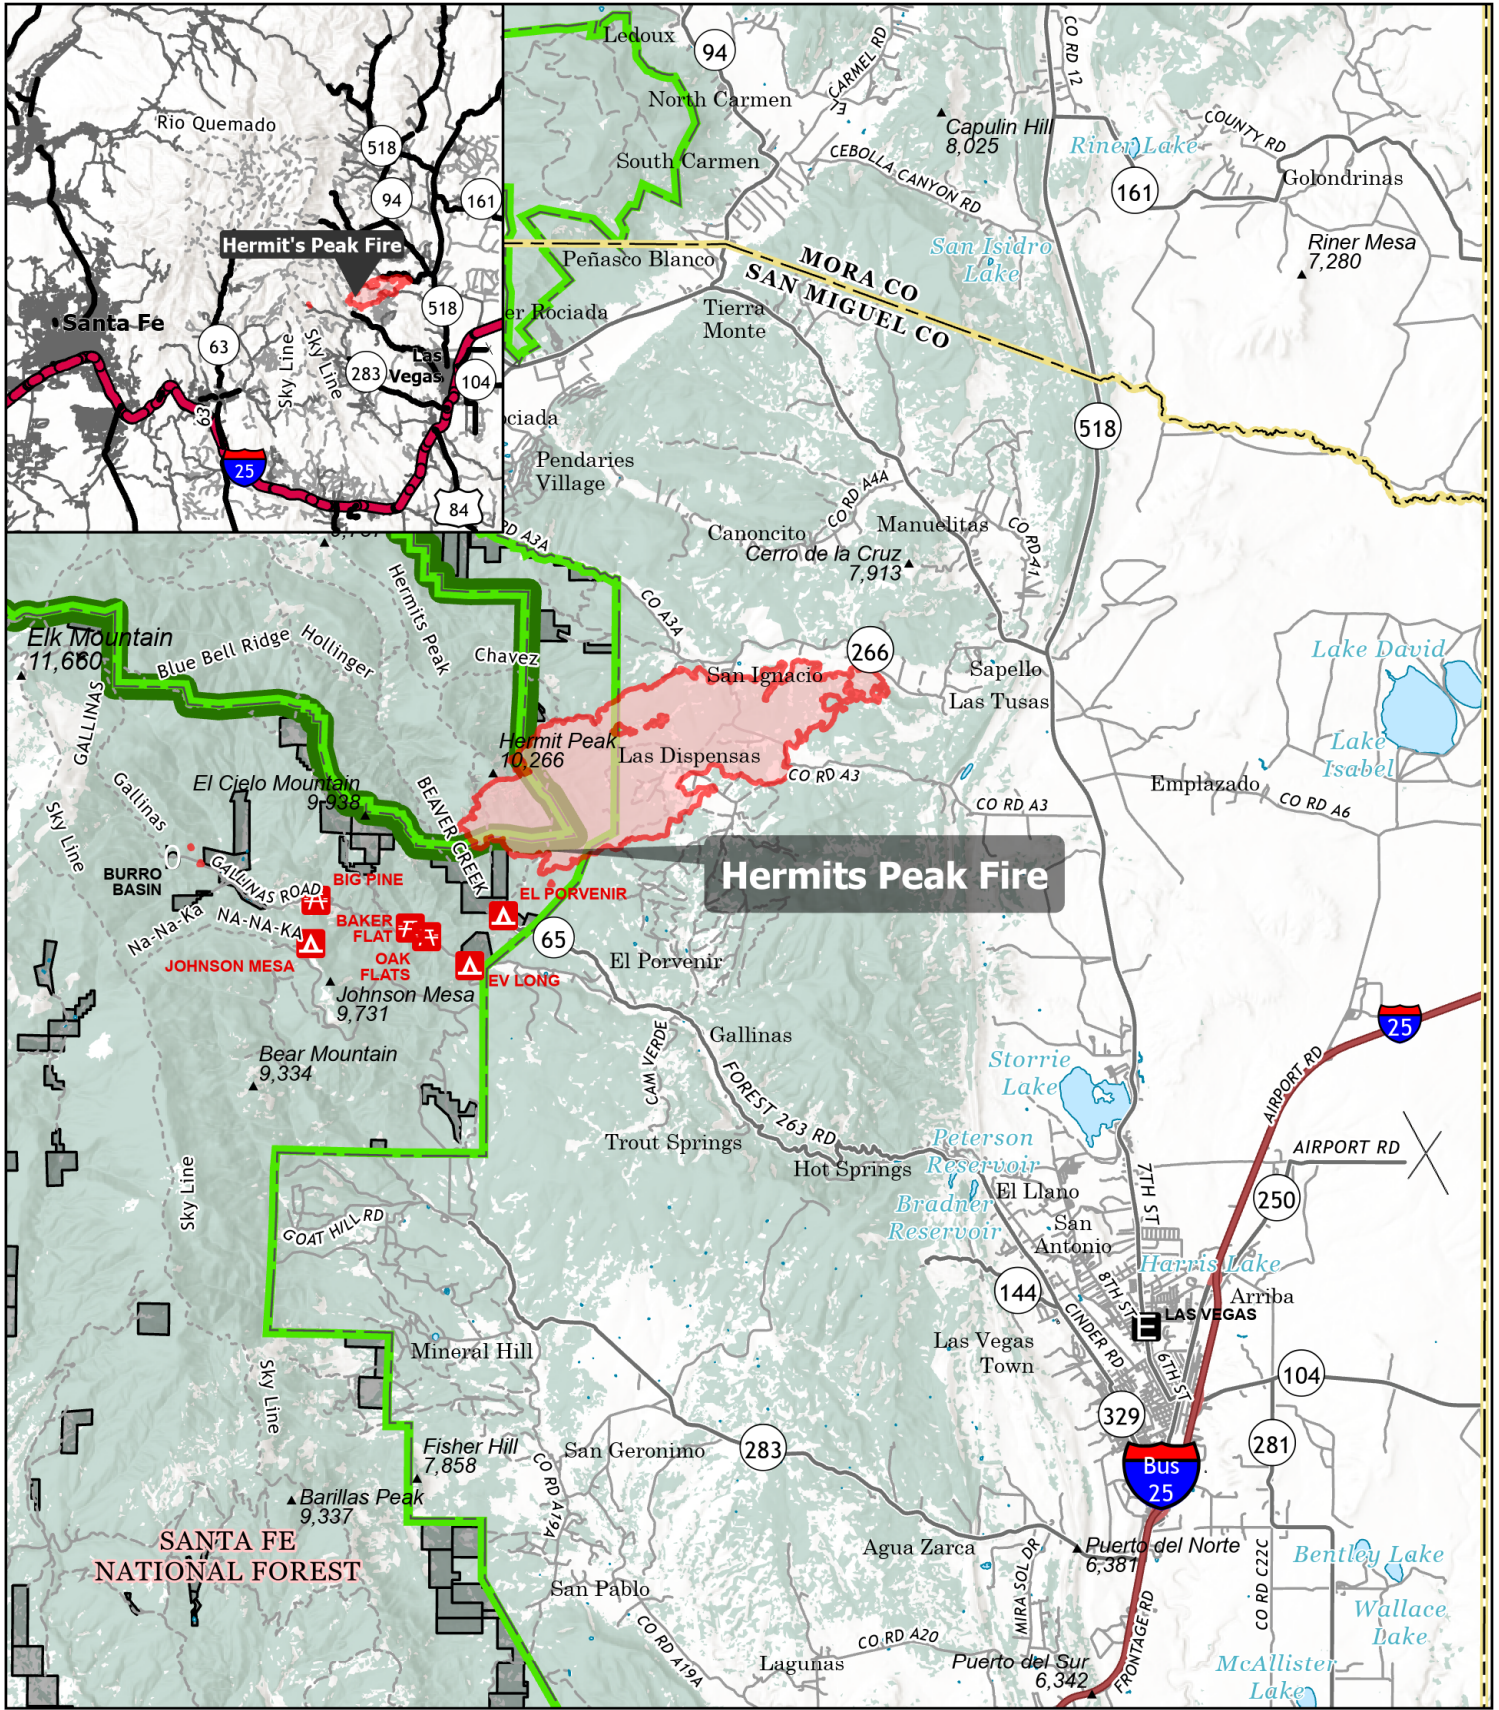 Rio Quemado
518
94
161
Hermit's Peak Fire
518
Santa Fe
63
Sky Line
Sky Line
283
Las
Vegas
104
63
25
84
Ledoux
94
North Carmen
EL CARMEL RD
CO RD 12
Capulin Hill
8,025
Riner Lake
COUNTY RD
South Carmen
CEBOLLA CANYON RD
161
Golondrinas
Riner Mesa
7,280
San Isidro
Lake
Peñasco Blanco
MORA CO
SAN MIGUEL CO
er Rociada
Tierra
Monte
ociada
518
Pendaries
Village
CO RD A4A
Canoncito
Manuelitas
CO RD A1
RD A3A
Cerro de la Cruz
7,913
Hermits Peak
CO A3A
Elk Mountain
11,660
Blue Bell Ridge
Hollinger
Chavez
266
San Ignacio
Sapello
Las Tusas
Lake David
GALLINAS
Hermit Peak
10,266
Las Dispensas
CO RD A3
Lake
Isabel
Emplazado
El Cielo Mountain
9,938
BEAVER CREEK
CO RD A3
CO RD A6
Gallinas
Sky Line
Hermits Peak Fire
BURRO
BASIN
GALLINAS ROAD
BIG PINE
EL PORVENIR
Na-Na-Ka
NA-NA-KA
BAKER
FLAT
OAK
FLATS
65
JOHNSON MESA
EV LONG
El Porvenir
Johnson Mesa
9,731
25
Gallinas
Bear Mountain
9,334
CAM VERDE
FOREST 263 RD
Storrie
Lake
AIRPORT RD
Trout Springs
Hot Springs
Peterson
Reservoir
AIRPORT RD
Sky Line
Bradner
Reservoir
El Llano
7TH ST
250
GOAT HILL RD
San
Antonio
Harris Lake
144
8TH ST
Arriba
LAS VEGAS
E
CINDER RD
Mineral Hill
Las Vegas
Town
6TH ST
104
Sky Line
329
281
Fisher Hill
7,858
CO RD A19A
San Geronimo
283
Bus
25
Barillas Peak
9,337
SANTA FE
NATIONAL FOREST
Agua Zarca
Puerto del Norte
6,381
CO RD C22C
Bentley Lake
San Pablo
MIRA SOL DR
Wallace
Lake
CO RD A19A
CO RD A20
FRONTAGE RD
Lagunas
Puerto del Sur
6,342
McAllister
Lake